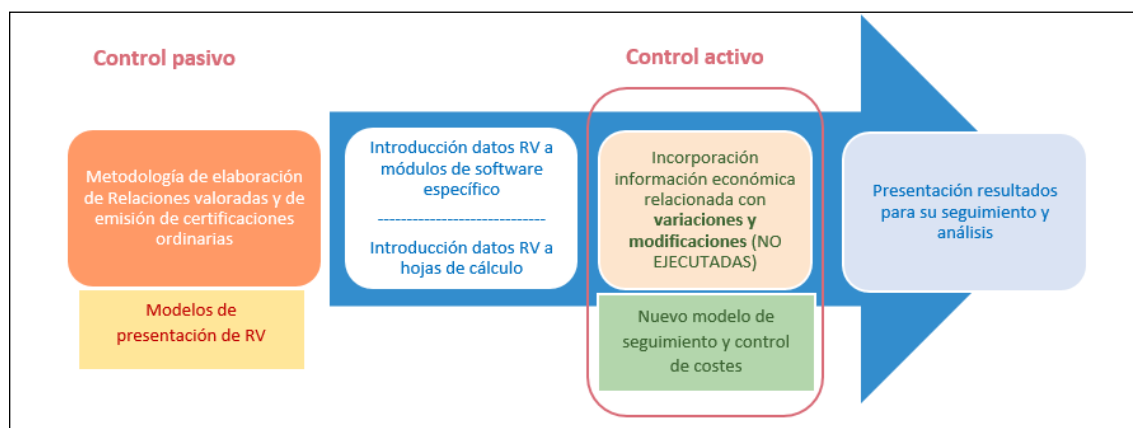 Control pasivo
Control activo
Metodología de elaboración
de Relaciones valoradas y de
emisión de certificaciones
ordinarias
Modelos de
presentación de RV
Introducción datos RV a
módulos de software
específico
------------------------------
Introducción datos RV a
hojas de cálculo
Incorporación
información económica
relacionada con
variaciones y
modificaciones (NO
EJECUTADAS)
Nuevo modelo de
seguimiento y control
de costes
Presentación resultados
para su seguimiento y
análisis